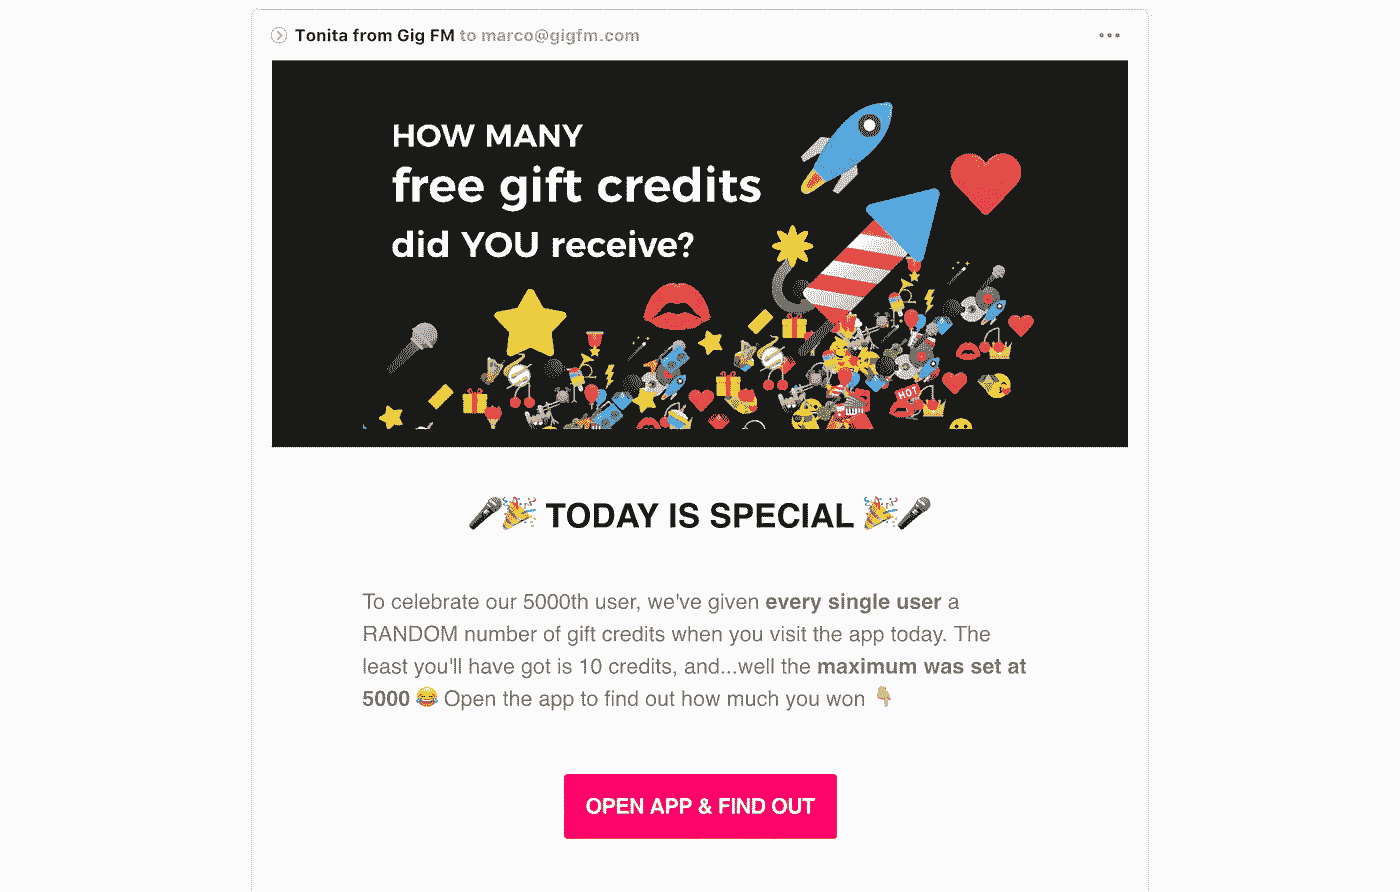 Tonita from Gig FM to marco@gigfm.com
HOW MANY
free gift credits
did YOU receive?
HOT
🎤🎉 TODAY IS SPECIAL 🎉🎤
To celebrate our 5000th user, we've given every single user a
RANDOM number of gift credits when you visit the app today. The
least you'll have got is 10 credits, and...well the maximum was set at
5000 😂 Open the app to find out how much you won 👇
OPEN APP & FIND OUT